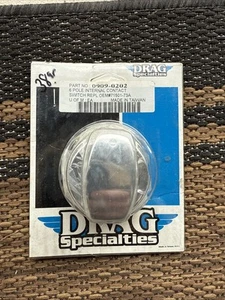 DRAG
Specialties
PART NO. 0909-0202
6 POLE INTERNAL CONTACT
SWITCH REPL OEM#71501-73A
U OF M: EA MADE IN TAIWAN
DRAG
Specialties